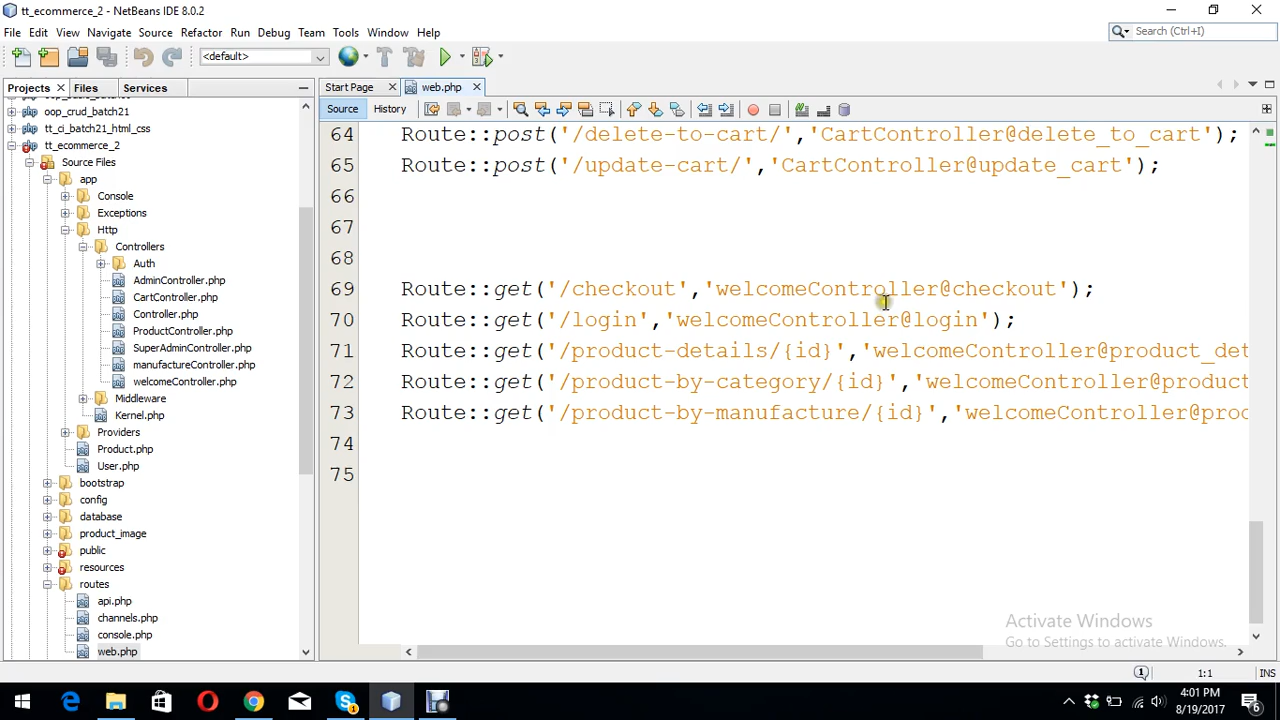 tt_ecommerce_2 - NetBeans IDE 8.0.2
File Edit View Navigate Source Refactor Run Debug Team Tools Window Help
Search (Ctrl+I)
<default>
Projects Files Services
Start Page web.php
Source History
oop_crud_batch21
tt_ci_batch21_html_css
tt_ecommerce_2
Source Files
app
Console
Exceptions
Http
Controllers
Auth
AdminController.php
CartController.php
Controller.php
ProductController.php
SuperAdminController.php
manufactureController.php
welcomeController.php
Middleware
Kernel.php
Providers
Product.php
User.php
bootstrap
config
database
product_image
public
resources
routes
api.php
channels.php
console.php
web.php
64 Route::post('/delete-to-cart/','CartController@delete_to_cart');
65 Route::post('/update-cart/','CartController@update_cart');
66
67
68
69 Route::get('/checkout','welcomeController@checkout');
70 Route::get('/login','welcomeController@login');
71 Route::get('/product-details/{id}','welcomeController@product_det
72 Route::get('/product-by-category/{id}','welcomeController@product
73 Route::get('/product-by-manufacture/{id}','welcomeController@proc
74
75
Activate Windows
Go to Settings to activate Windows.
1:1 INS
4:01 PM
8/19/2017